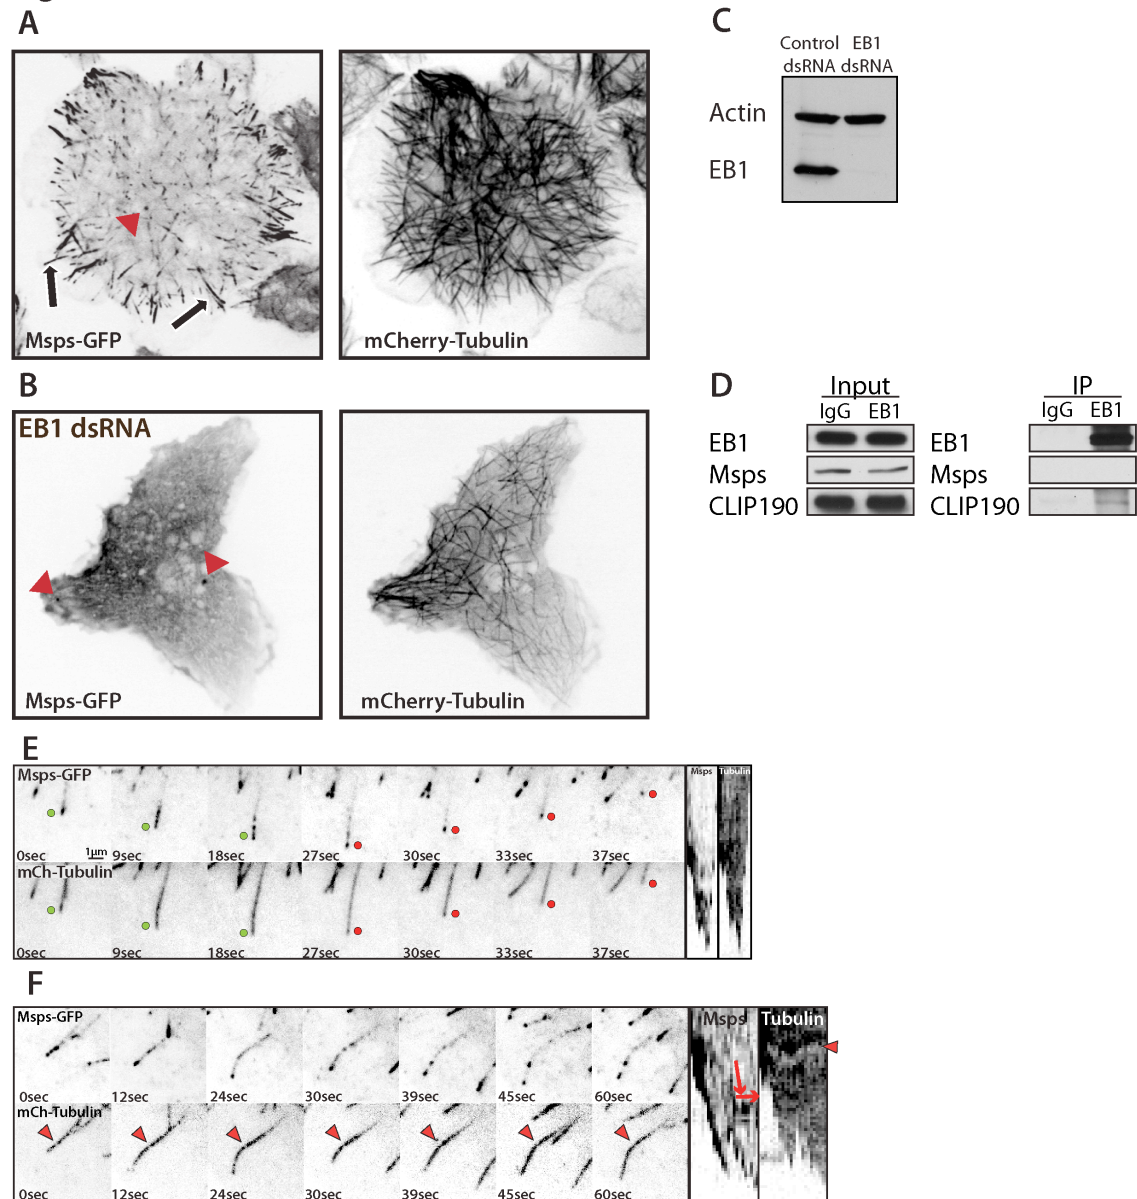 A
Msps-GFP
mCherry-Tubulin
B
EB1 dsRNA
Msps-GFP
mCherry-Tubulin
C
Control EB1
dsRNA dsRNA
Actin
EB1
D
Input
IgG EB1
EB1
Msps
CLIP190
IP
IgG EB1
EB1
Msps
CLIP190
E
Msps-GFP
Msps Tubulin
0sec 1µm 9sec 18sec 27sec 30sec 33sec 37sec
mCh-Tubulin
0sec 9sec 18sec 27sec 30sec 33sec 37sec
F
Msps-GFP
Msps Tubulin
0sec 12sec 24sec 30sec 39sec 45sec 60sec
mCh-Tubulin
0sec 12sec 24sec 30sec 39sec 45sec 60sec